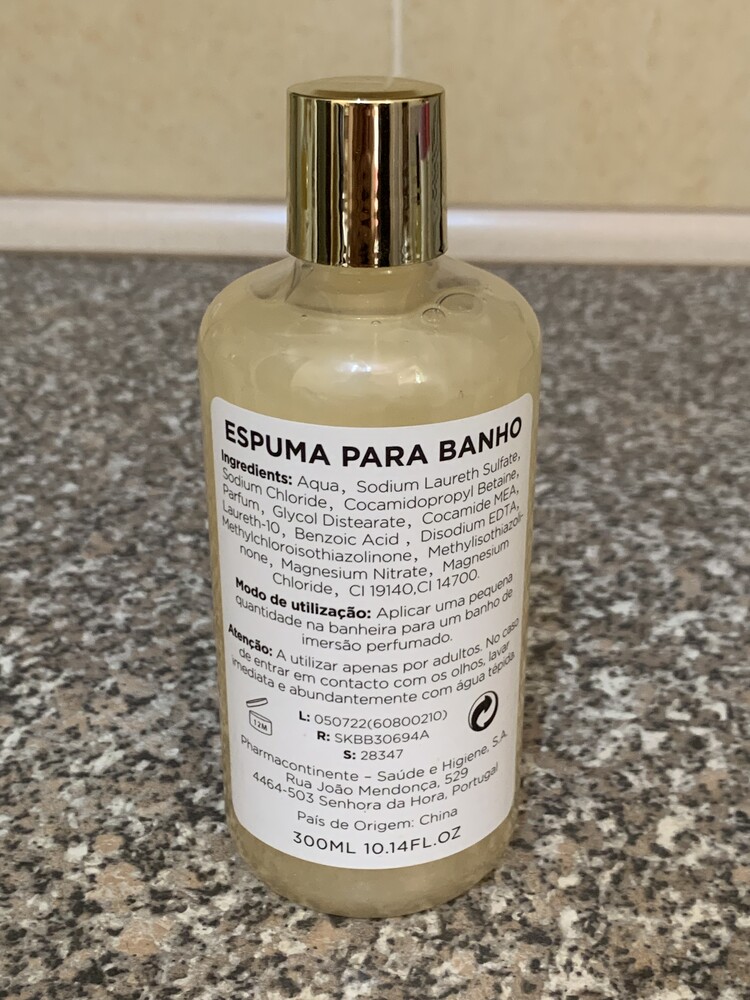 ESPUMA PARA BANHO
Ingredients: Aqua, Sodium Laureth Sulfate,
Sodium Chloride, Cocamidopropyl Betaine,
Parfum, Glycol Distearate, Cocamide MEA,
Laureth-10, Benzoic Acid, Disodium EDTA,
Methylchloroisothiazolinone, Methylisothiazoli-
none, Magnesium Nitrate, Magnesium
Chloride, CI 19140,CI 14700.
Modo de utilização: Aplicar uma pequena
quantidade na banheira para um banho de
imersão perfumado.
Atenção: A utilizar apenas por adultos. No caso
de entrar em contacto com os olhos, lavar
imediata e abundantemente com água tépida.
12M
L: 050722(60800210)
R: SKBB30694A
S: 28347
Pharmacontinente – Saúde e Higiene, S.A.
Rua João Mendonça, 529
4464-503 Senhora da Hora, Portugal
País de Origem: China
300ML 10.14FL.OZ